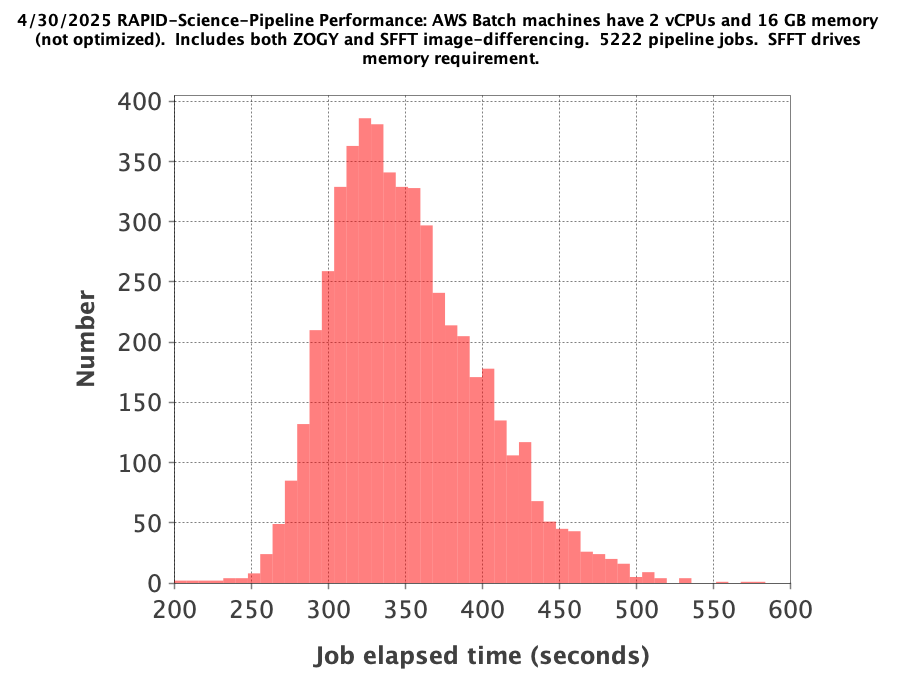 4/30/2025 RAPID-Science-Pipeline Performance: AWS Batch machines have 2 vCPUs and 16 GB memory
(not optimized).  Includes both ZOGY and SFFT image-differencing.  5222 pipeline jobs.  SFFT drives
memory requirement.
400
350
300
250
200
150
100
50
0
Number
200 250 300 350 400 450 500 550 600
Job elapsed time (seconds)